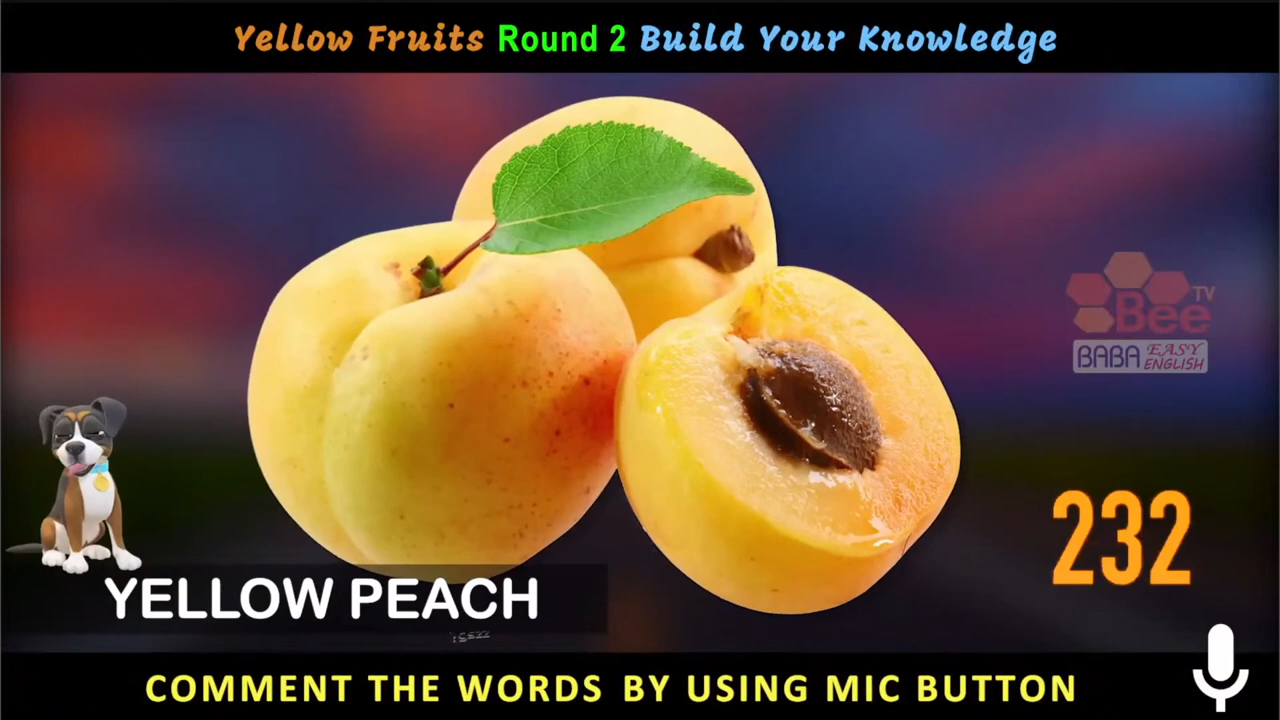 Yellow Fruits Round 2 Build Your Knowledge
TV
Bee
BABA EASY ENGLISH
232
YELLOW PEACH
COMMENT THE WORDS BY USING MIC BUTTON